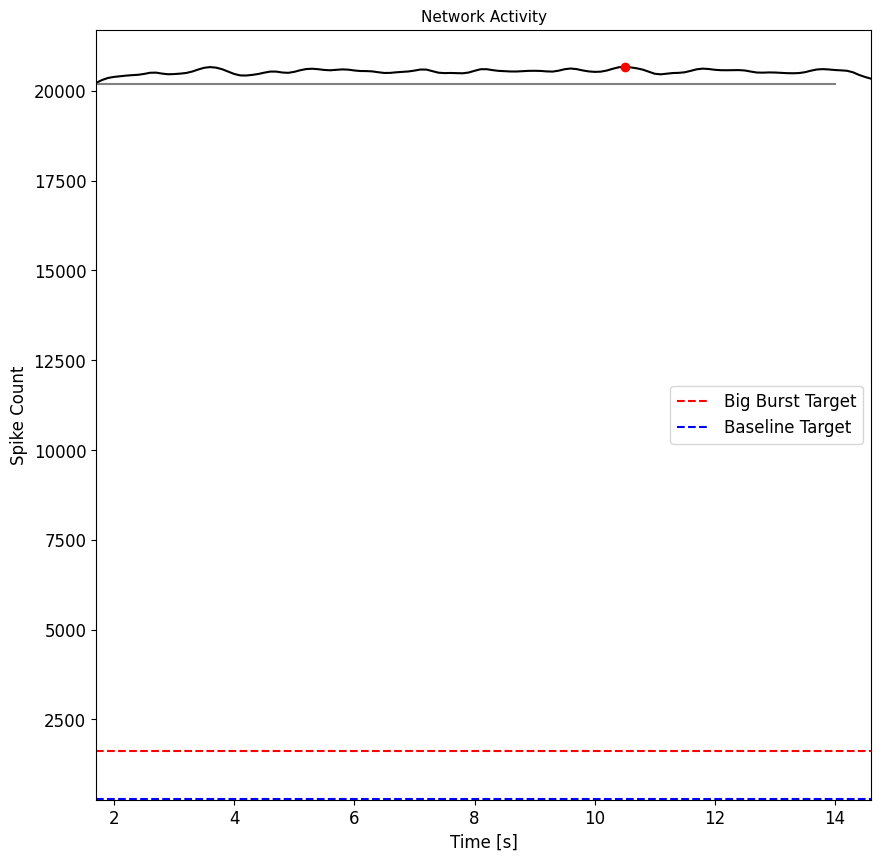 Network Activity
20000
17500
15000
12500
10000
7500
5000
2500
Spike Count
Big Burst Target
Baseline Target
2 4 6 8 10 12 14
Time [s]